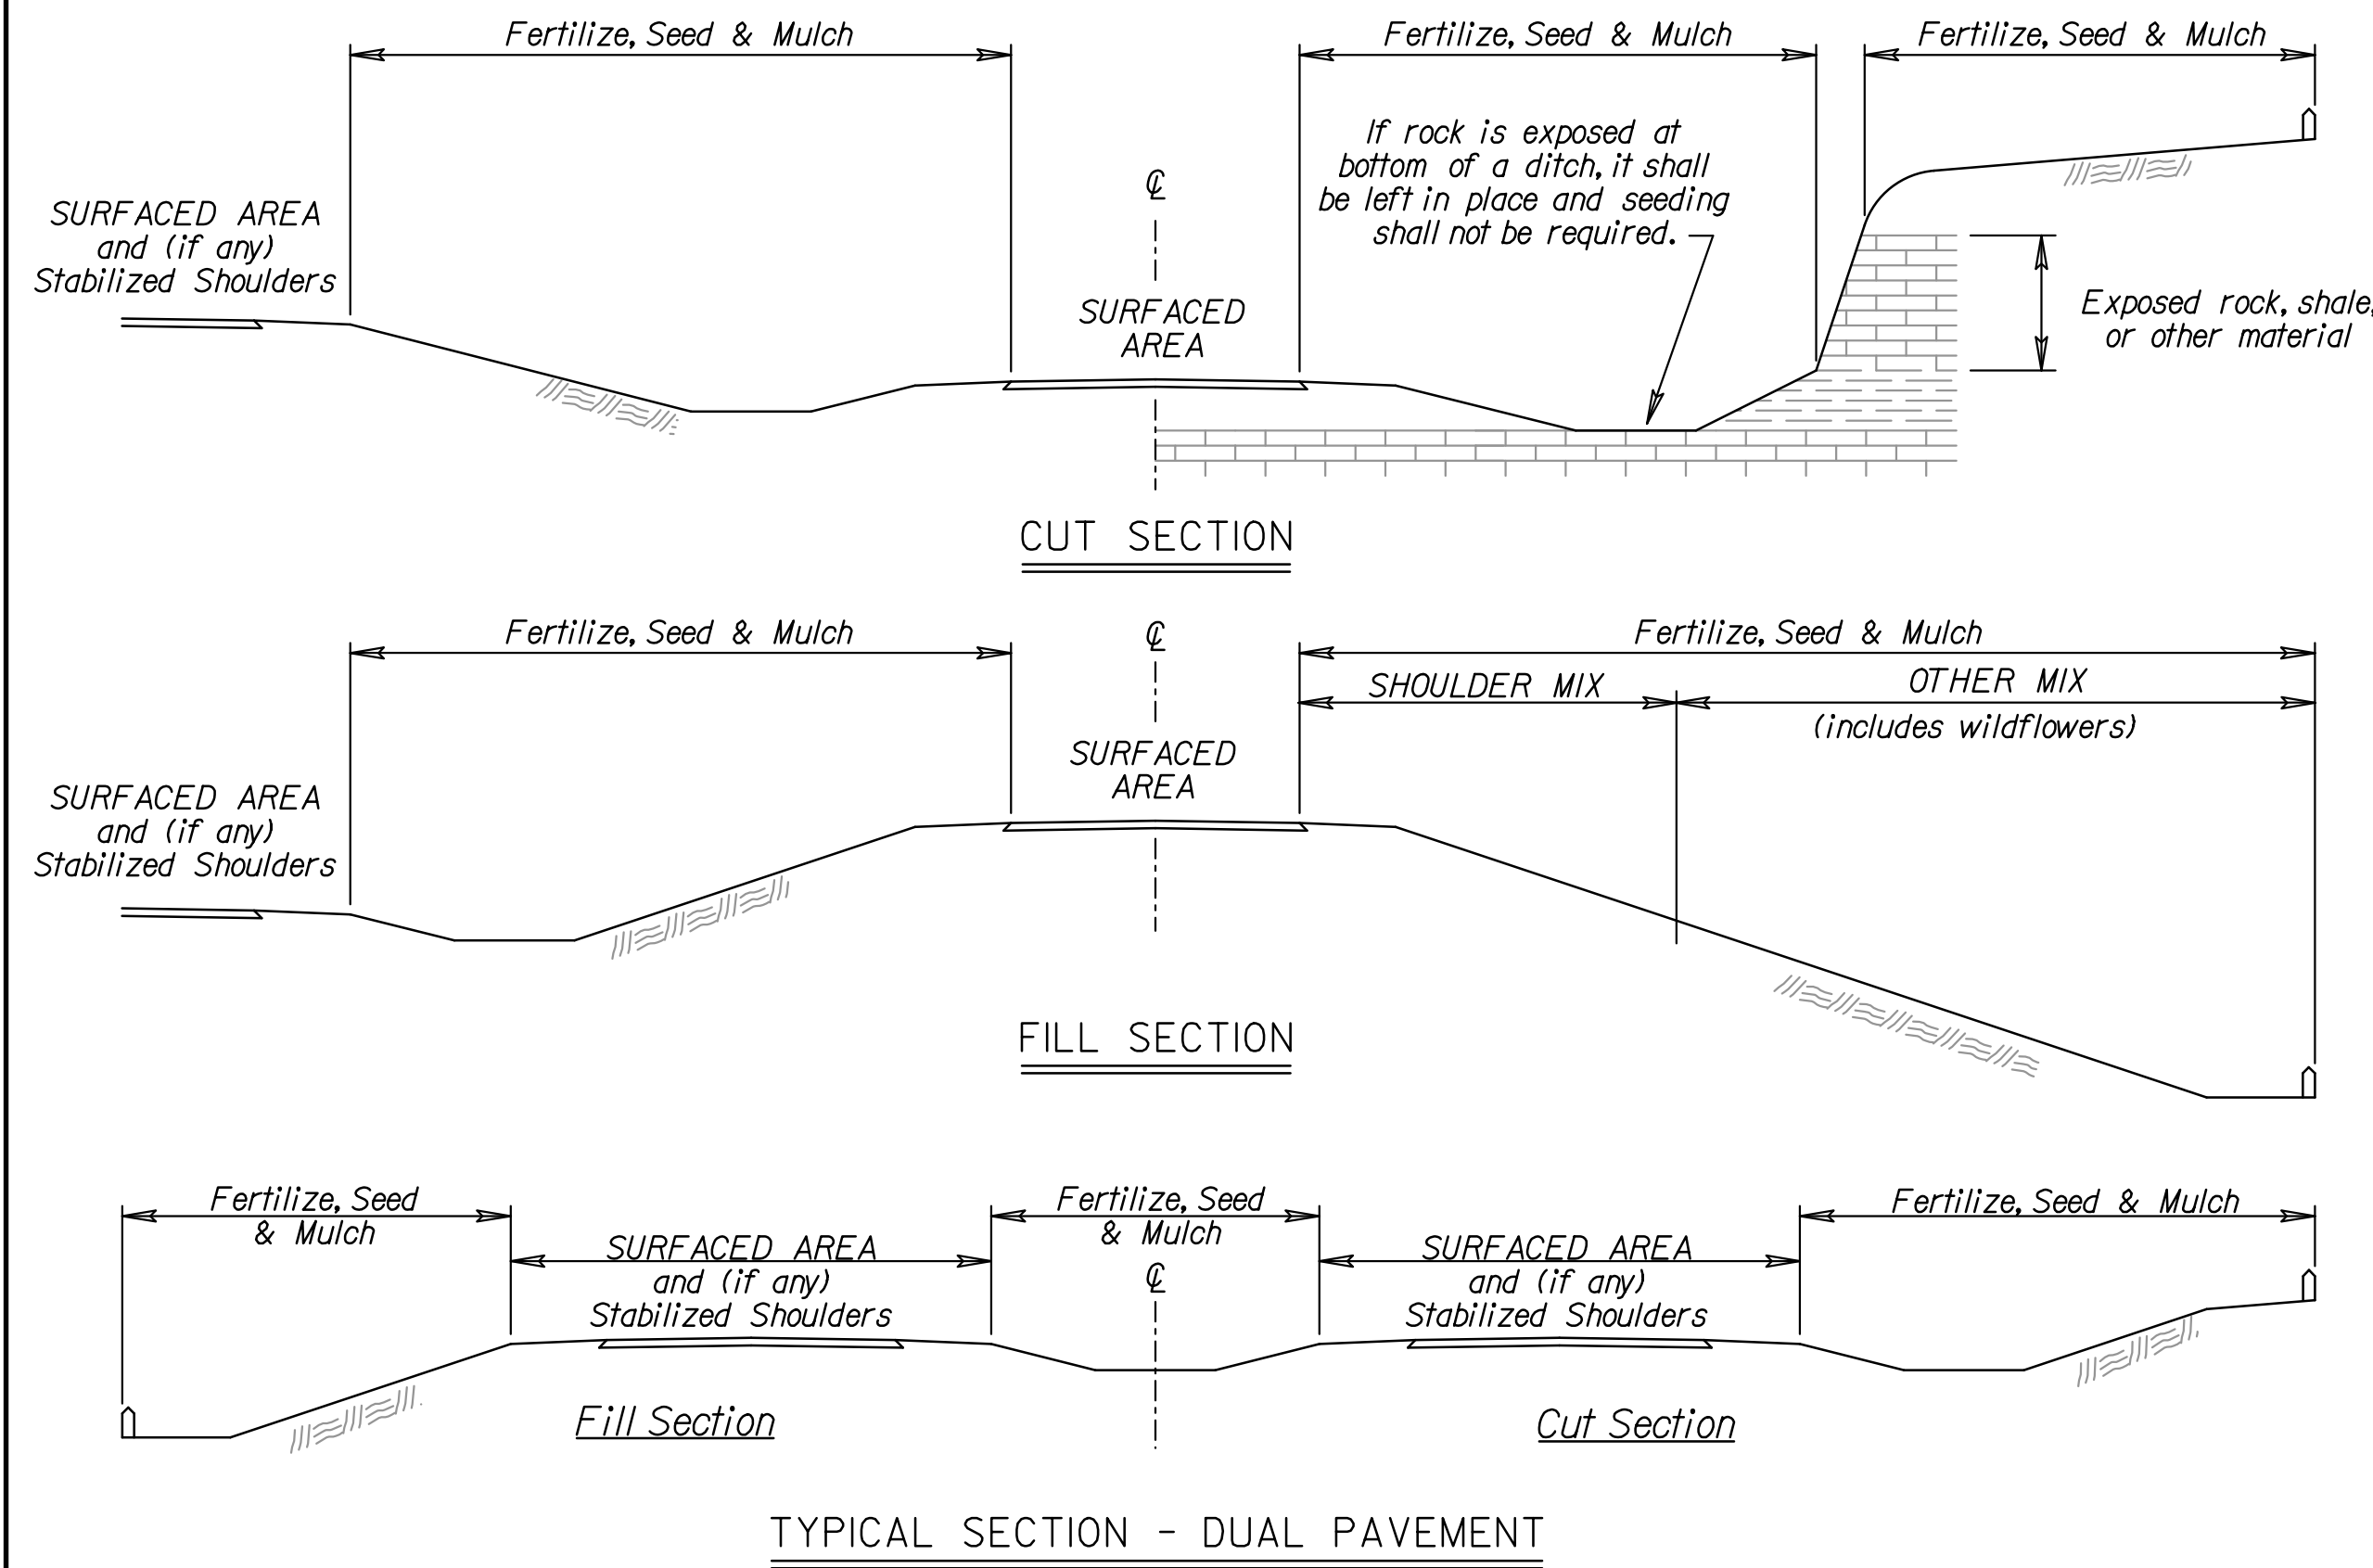 Fertilize, Seed & Mulch
Fertilize, Seed & Mulch
Fertilize, Seed & Mulch
If rock is exposed at
bottom of a ditch, it shall
be left in place and seeding
shall not be required.
℄
SURFACED AREA
and (if any)
Stabilized Shoulders
SURFACED
AREA
Exposed rock, shale,
or other material
CUT SECTION
Fertilize, Seed & Mulch
℄
Fertilize, Seed & Mulch
SHOULDER MIX
OTHER MIX
(includes wildflowers)
SURFACED
AREA
SURFACED AREA
and (if any)
Stabilized Shoulders
FILL SECTION
Fertilize, Seed
& Mulch
SURFACED AREA
and (if any)
Stabilized Shoulders
Fertilize, Seed
& Mulch
℄
SURFACED AREA
and (if any)
Stabilized Shoulders
Fertilize, Seed & Mulch
Fill Section
Cut Section
TYPICAL SECTION - DUAL PAVEMENT